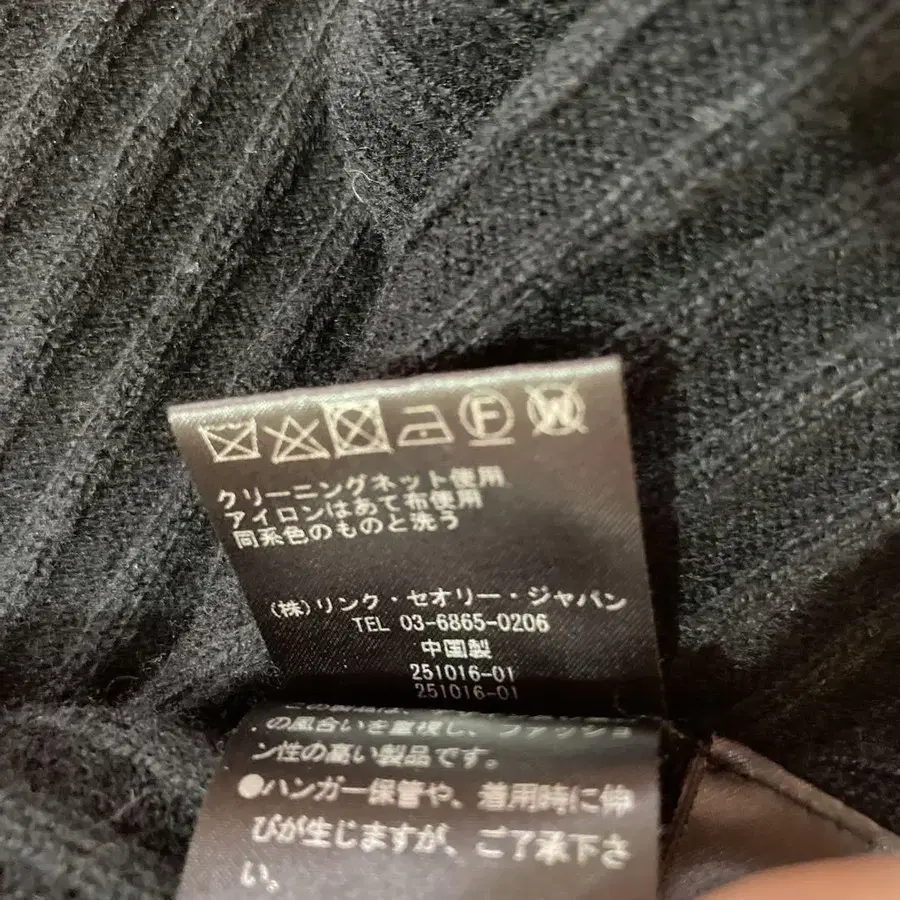 F W
クリーニングネット使用
アイロンはあて布使用
同系色のものと洗う
(株)リンク・セオリー・ジャパン
TEL 03-6865-0206
中国製
251016-01
251016-01
の風合いを重視し、ファッショ
ン性の高い製品です。
●ハンガー保管や、着用時に伸
びが生じますが、ご了承下さ
い。